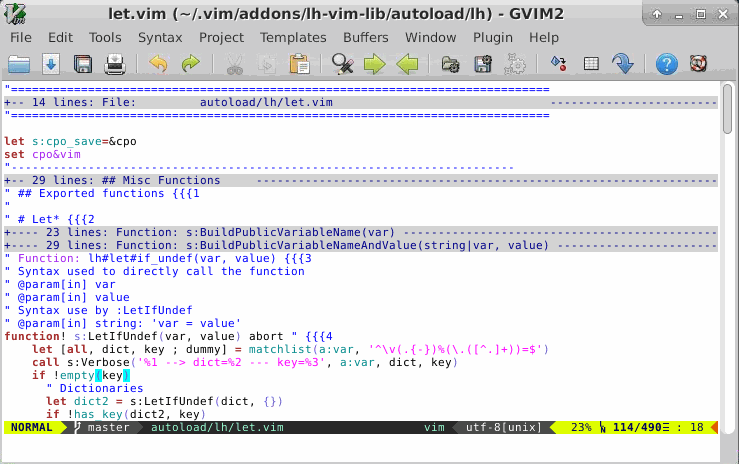 let.vim (~/.vim/addons/lh-vim-lib/autoload/lh) - GVIM2
File Edit Tools Syntax Project Templates Buffers Window Plugin Help
"=============================================================================
+-- 14 lines: File:         autoload/lh/let.vim                                -------------------------
"=============================================================================
let s:cpo_save=&cpo
set cpo&vim
"------------------------------------------------------------------------
+-- 29 lines: ## Misc Functions     ---------------------------------------------------------------------
" ## Exported functions {{{1
"
" # Let* {{{2
+---- 23 lines: Function: s:BuildPublicVariableName(var) -----------------------------------------------
+---- 29 lines: Function: s:BuildPublicVariableNameAndValue(string|var, value) ------------------------
" Function: lh#let#if_undef(var, value) {{{3
" Syntax used to directly call the function
" @param[in] var
" @param[in] value
" Syntax use by :LetIfUndef
" @param[in] string: 'var = value'
function! s:LetIfUndef(var, value) abort " {{{4
let [all, dict, key ; dummy] = matchlist(a:var, '^\v(.{-})%(\.([^.]+))=$')
call s:Verbose('%1 --> dict=%2 --- key=%3', a:var, dict, key)
if !empty(key)
" Dictionaries
let dict2 = s:LetIfUndef(dict, {})
if !has_key(dict2, key)
NORMAL master autoload/lh/let.vim vim utf-8[unix] 23% 114/490 : 18